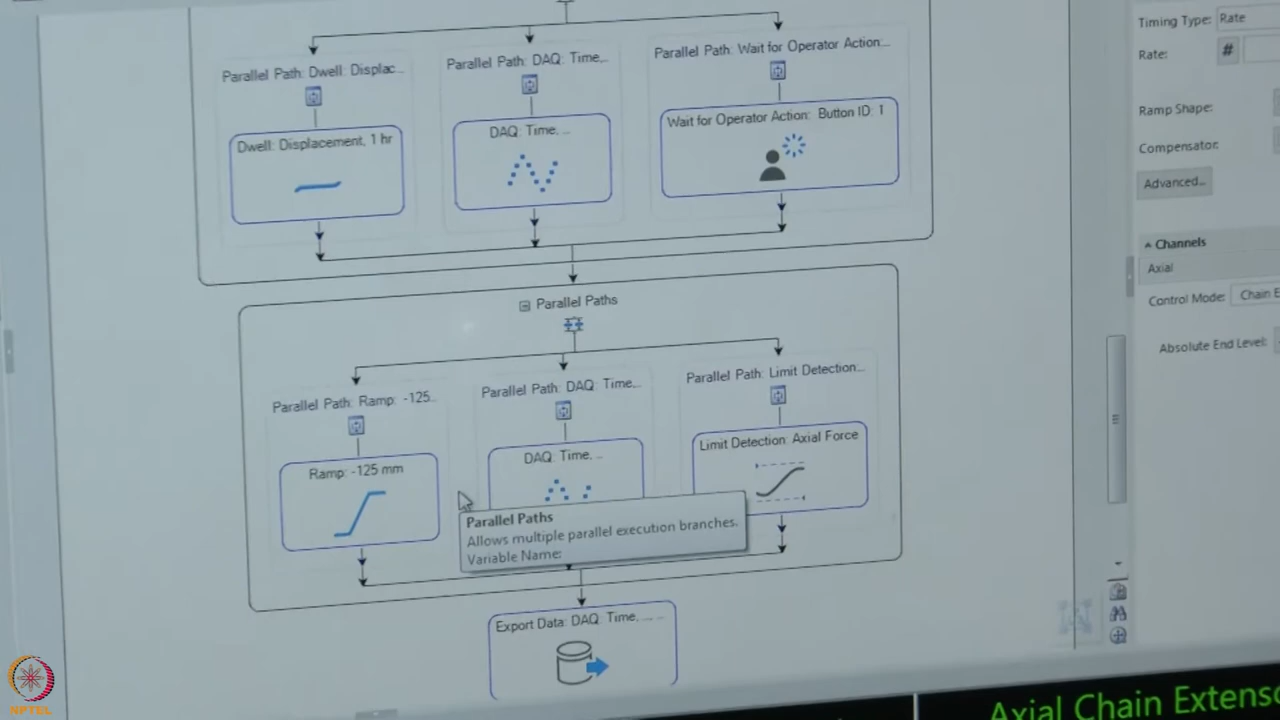 Timing Type: Rate
Rate: #
Parallel Path: Dwell: Displac...
Parallel Path: DAQ: Time,...
Parallel Path: Wait for Operator Action:...
Ramp Shape:
Compensator:
Advanced...
Dwell: Displacement, 1 hr
DAQ: Time, ...
Wait for Operator Action: Button ID: 1
Channels
Axial
Control Mode: Chain E
Absolute End Level:
Parallel Paths
Parallel Path: Ramp: -125...
Parallel Path: DAQ: Time,...
Parallel Path: Limit Detection...
Ramp: -125 mm
DAQ: Time, ...
Limit Detection: Axial Force
Parallel Paths
Allows multiple parallel execution branches.
Variable Name:
Export Data: DAQ: Time, ...
Axial Chain Extenso
NPTEL